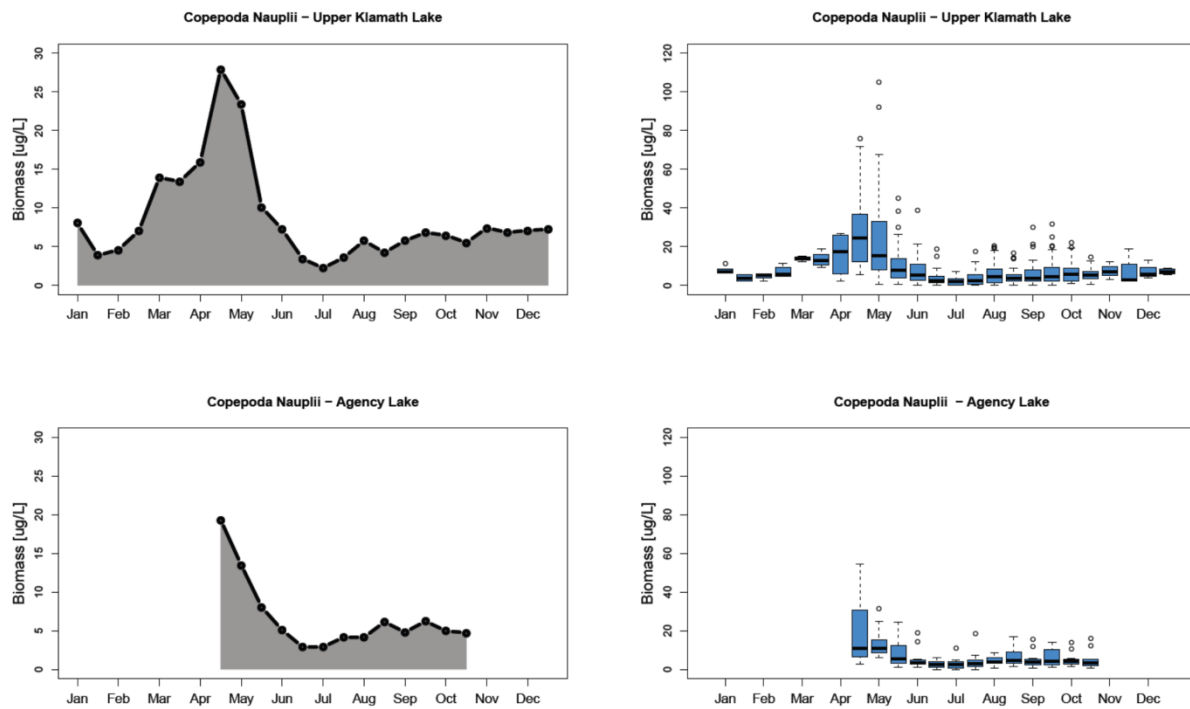 Copepoda Nauplii − Upper Klamath Lake
Biomass [ug/L]
30
25
20
15
10
5
0
Jan Feb Mar Apr May Jun Jul Aug Sep Oct Nov Dec
Copepoda Nauplii − Upper Klamath Lake
Biomass [ug/L]
120
100
80
60
40
20
0
Jan Feb Mar Apr May Jun Jul Aug Sep Oct Nov Dec
Copepoda Nauplii − Agency Lake
Biomass [ug/L]
30
25
20
15
10
5
0
Jan Feb Mar Apr May Jun Jul Aug Sep Oct Nov Dec
Copepoda Nauplii − Agency Lake
Biomass [ug/L]
120
100
80
60
40
20
0
Jan Feb Mar Apr May Jun Jul Aug Sep Oct Nov Dec